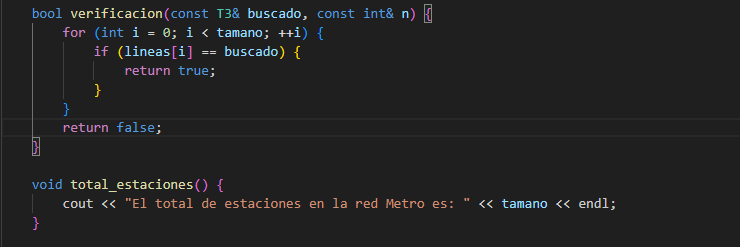 bool verificacion(const T3& buscado, const int& n) {
for (int i = 0; i < tamano; ++i) {
if (lineas[i] == buscado) {
return true;
}
}
return false;
}
void total_estaciones() {
cout << "El total de estaciones en la red Metro es: " << tamano << endl;
}